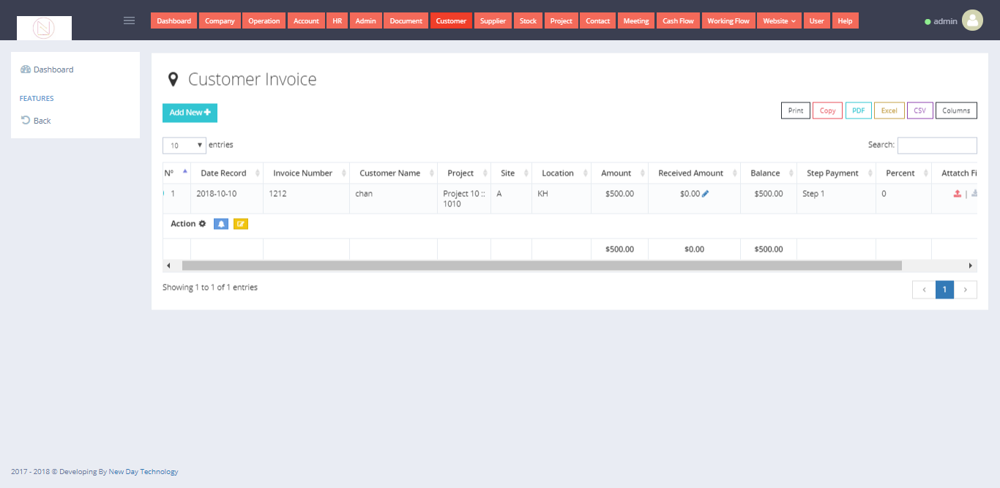 Dashboard Company Operation Account HR Admin Document Customer Supplier Stock Project Contact Meeting Cash Flow Working Flow Website User Help admin
Dashboard
FEATURES
Back
Customer Invoice
Add New
Print Copy PDF Excel CSV Columns
10 entries
Search:
Nº Date Record Invoice Number Customer Name Project Site Location Amount Received Amount Balance Step Payment Percent Attatch Fi
1 2018-10-10 1212 chan Project 10 :: A KH $500.00 $0.00 $500.00 Step 1 0 |
1010
Action
$500.00 $0.00 $500.00
Showing 1 to 1 of 1 entries
‹ 1 ›
2017 - 2018 © Developing By New Day Technology